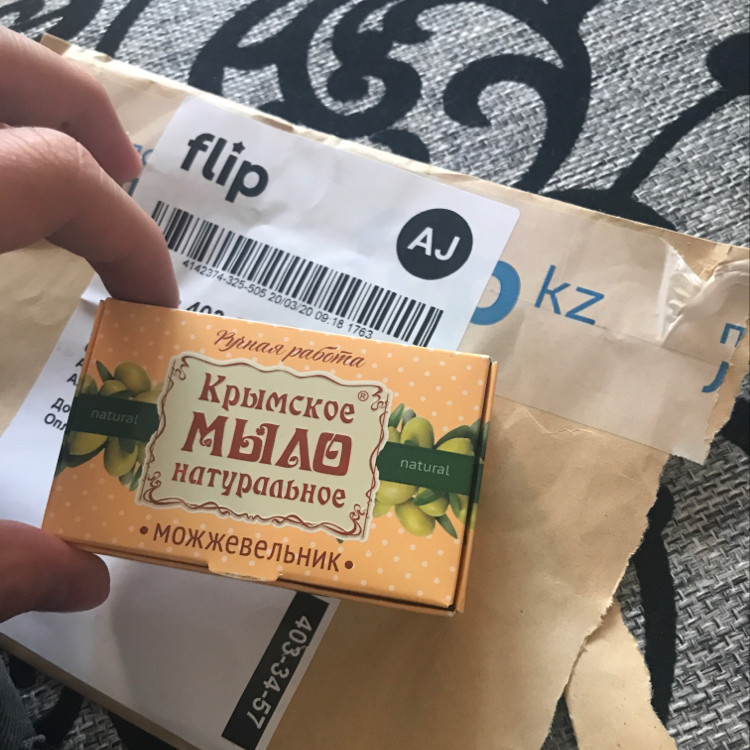 flip
AJ
4142374-325-505 20/03/20 09:18 1763
kz
Ручная работа
Крымское®
МЫЛО
натуральное
natural
natural
• можжевельник •
403-34-57